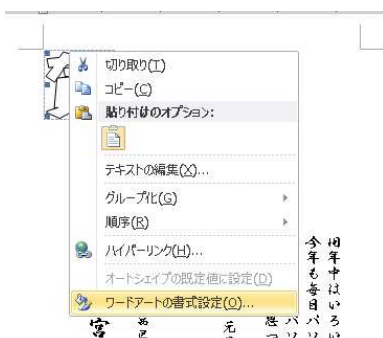 切り取り(T)
コピー(C)
貼り付けのオプション:
テキストの編集(X)...
グループ化(G)
順序(R)
ハイパーリンク(H)...
オートシェイプの既定値に設定(D)
ワードアートの書式設定(O)...
旧年中はいろい
今年も毎日パソ